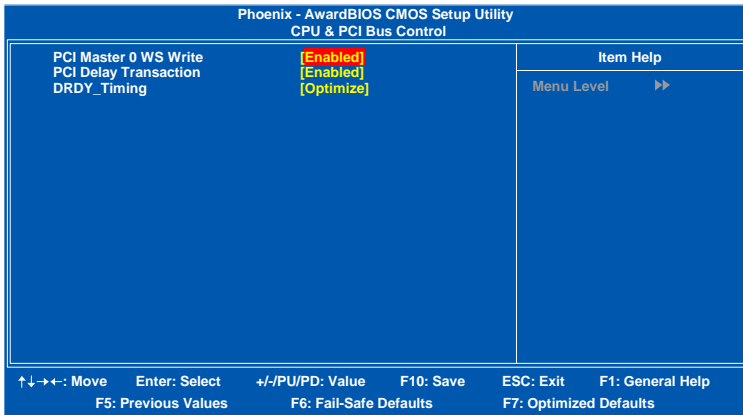 Phoenix - AwardBIOS CMOS Setup Utility
CPU & PCI Bus Control
PCI Master 0 WS Write [Enabled]
PCI Delay Transaction [Enabled]
DRDY_Timing [Optimize]
Item Help
Menu Level ▶▶
↑↓→←: Move Enter: Select +/-/PU/PD: Value F10: Save ESC: Exit F1: General Help
F5: Previous Values F6: Fail-Safe Defaults F7: Optimized Defaults